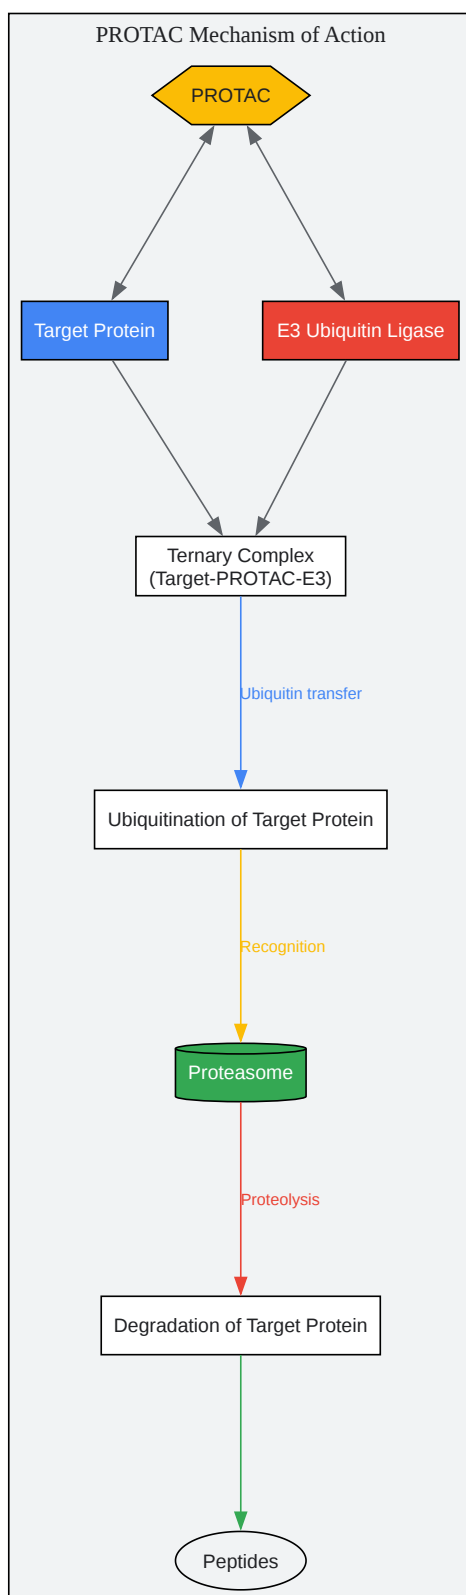 PROTAC Mechanism of Action
PROTAC
Target Protein
E3 Ubiquitin Ligase
Ternary Complex
(Target-PROTAC-E3)
Ubiquitin transfer
Ubiquitination of Target Protein
Recognition
Proteasome
Proteolysis
Degradation of Target Protein
Peptides